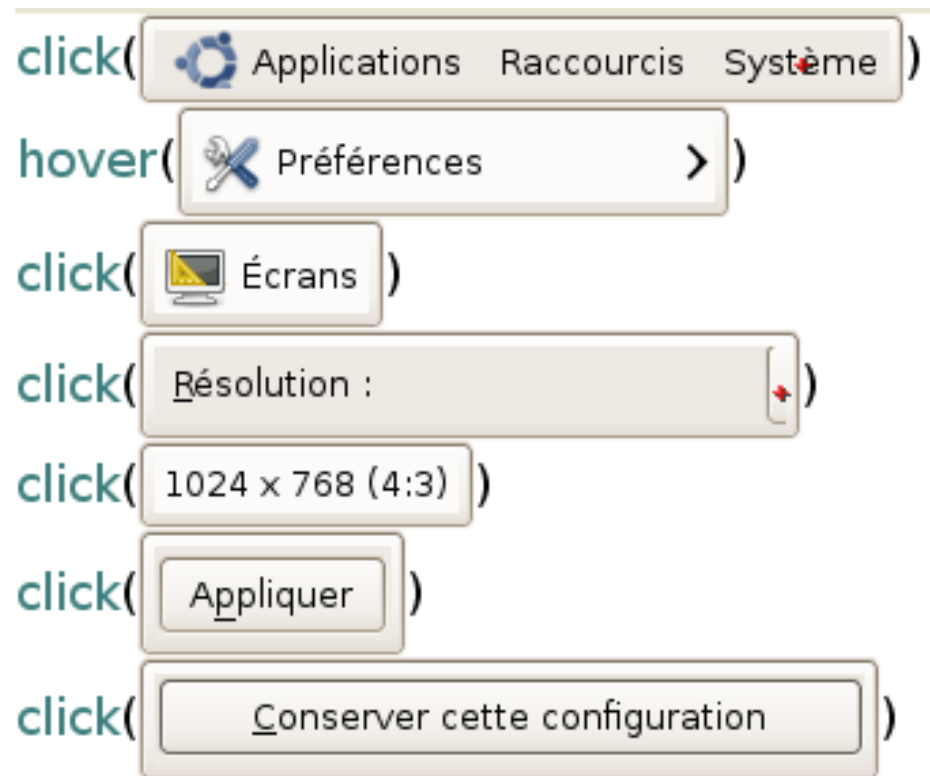 click( Applications Raccourcis Système )
hover( Préférences > )
click( Écrans )
click( Résolution : )
click( 1024 x 768 (4:3) )
click( Appliquer )
click( Conserver cette configuration )